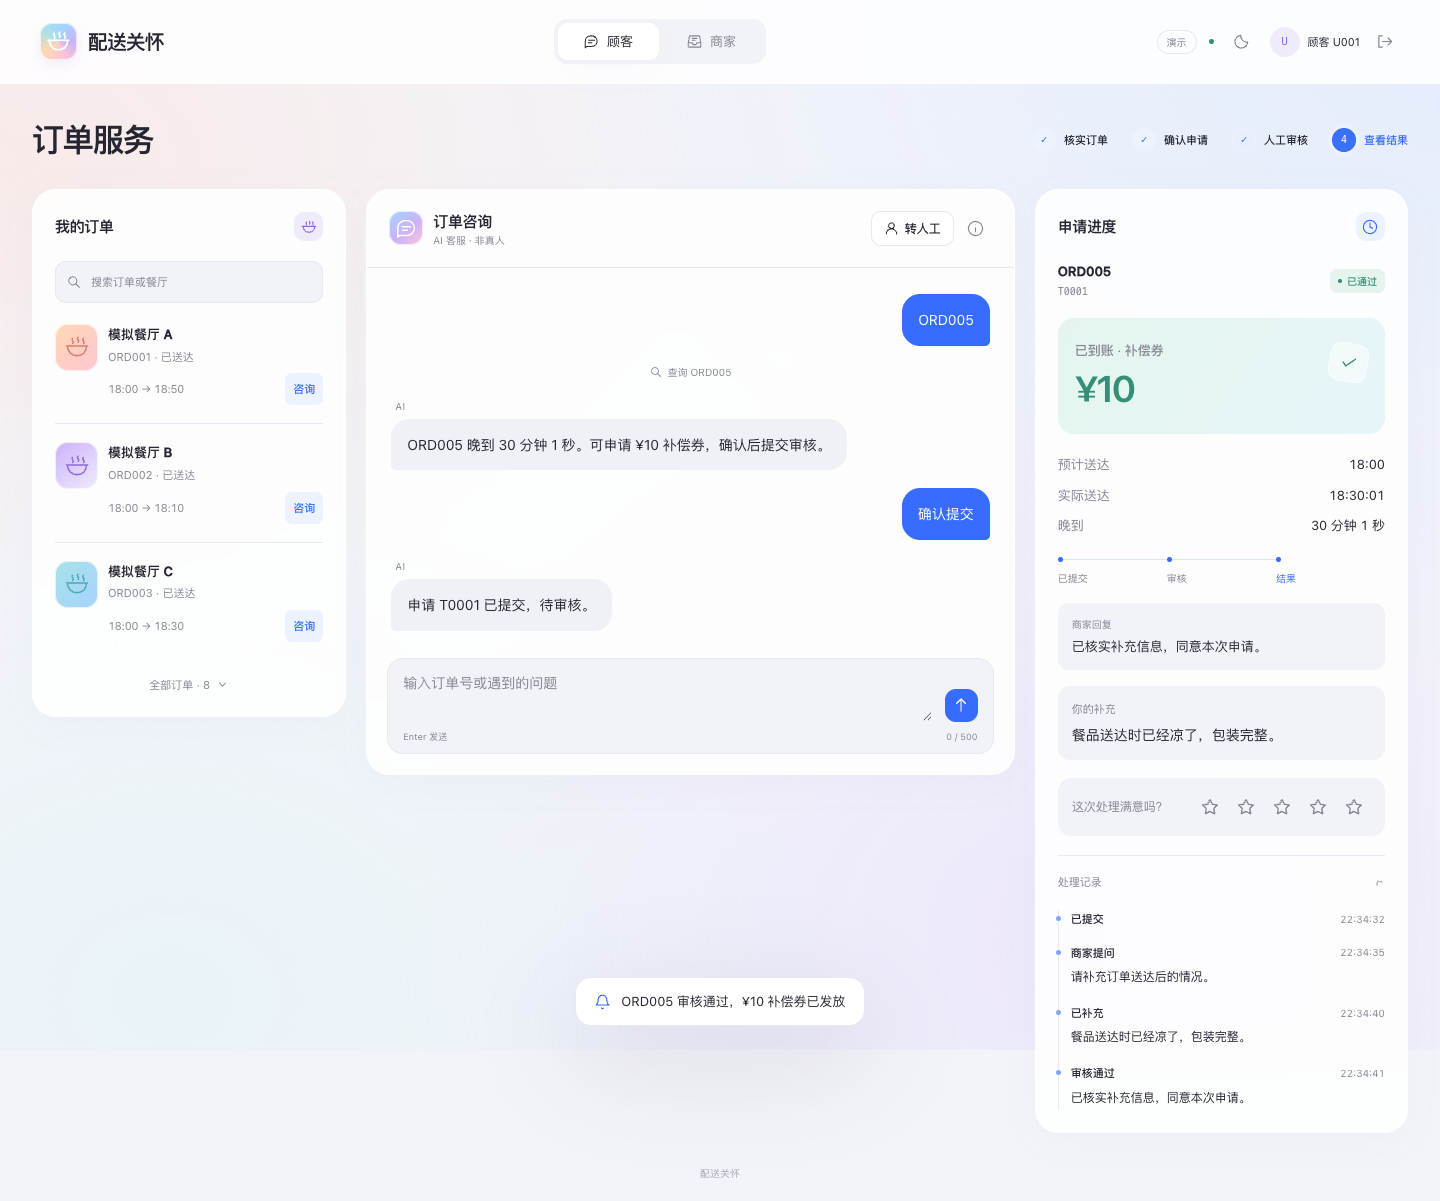 配送关怀
顾客
商家
演示
U
顾客 U001
订单服务
核实订单
确认申请
人工审核
4
查看结果
我的订单
搜索订单或餐厅
模拟餐厅 A
ORD001 · 已送达
18:00 → 18:50
咨询
模拟餐厅 B
ORD002 · 已送达
18:00 → 18:10
咨询
模拟餐厅 C
ORD003 · 已送达
18:00 → 18:30
咨询
全部订单 · 8
订单咨询
AI 客服 · 非真人
转人工
ORD005
查询 ORD005
AI
ORD005 晚到 30 分钟 1 秒。可申请 ¥10 补偿券，确认后提交审核。
确认提交
AI
申请 T0001 已提交，待审核。
输入订单号或遇到的问题
Enter 发送
0 / 500
申请进度
ORD005
T0001
已通过
已到账 · 补偿券
¥10
预计送达
18:00
实际送达
18:30:01
晚到
30 分钟 1 秒
已提交
审核
结果
商家回复
已核实补充信息，同意本次申请。
你的补充
餐品送达时已经凉了，包装完整。
这次处理满意吗?
处理记录
已提交
22:34:32
商家提问
22:34:35
请补充订单送达后的情况。
已补充
22:34:40
餐品送达时已经凉了，包装完整。
审核通过
22:34:41
已核实补充信息，同意本次申请。
ORD005 审核通过，¥10 补偿券已发放
配送关怀